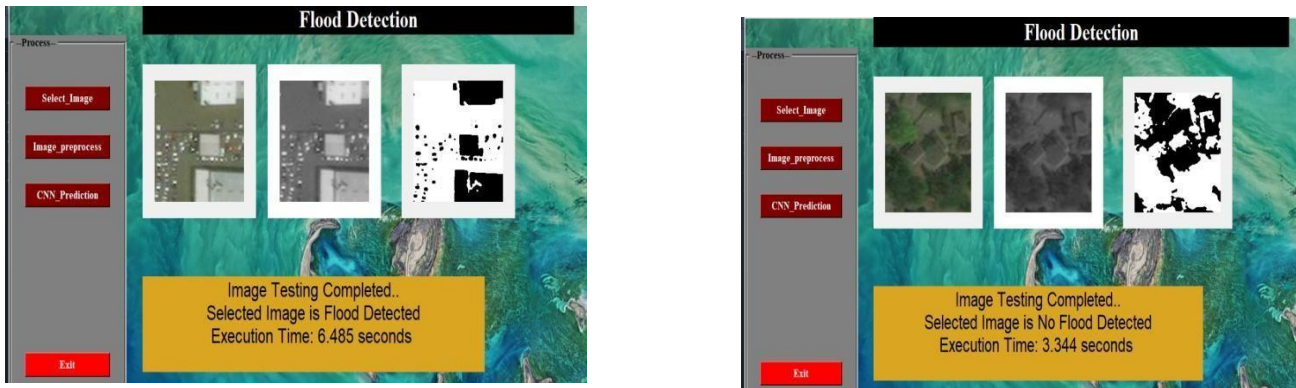 Flood Detection
--Process--
Select_Image
Image_preprocess
CNN_Prediction
Image Testing Completed..
Selected Image is Flood Detected
Execution Time: 6.485 seconds
Exit
Flood Detection
--Process--
Select_Image
Image_preprocess
CNN_Prediction
Image Testing Completed..
Selected Image is No Flood Detected
Execution Time: 3.344 seconds
Exit